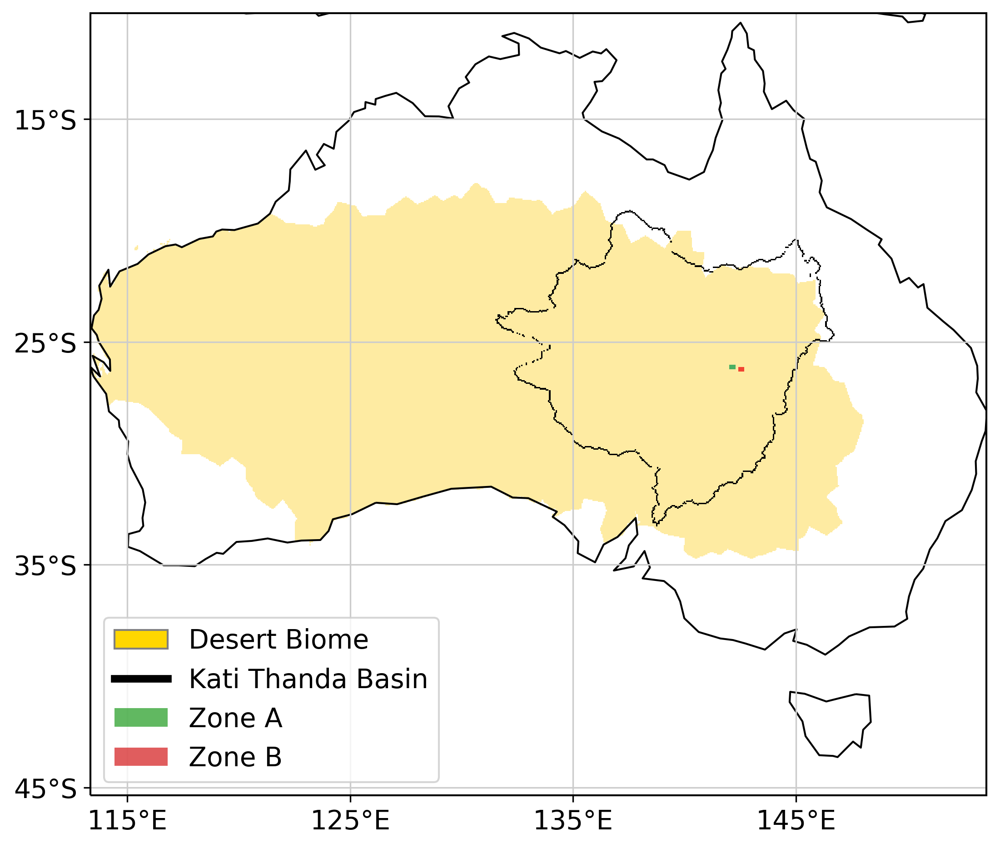 15°S
25°S
35°S
45°S
115°E
125°E
135°E
145°E
Desert Biome
Kati Thanda Basin
Zone A
Zone B